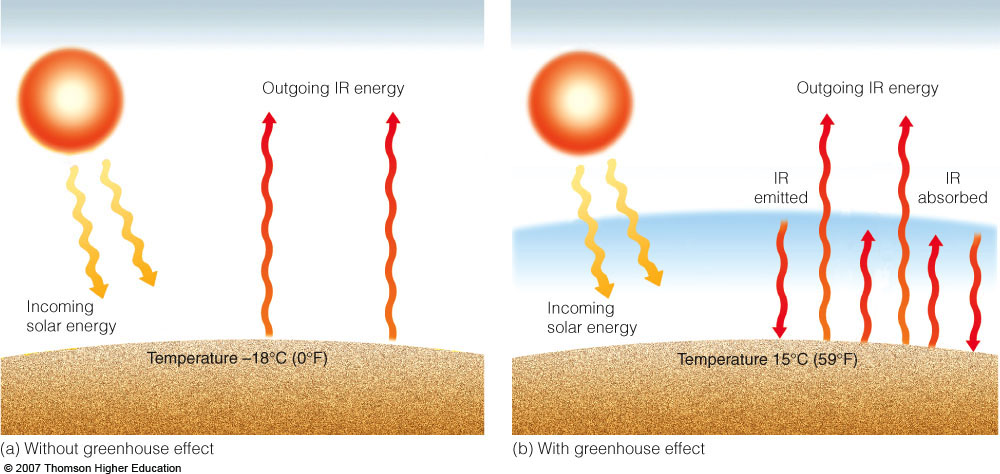 Outgoing IR energy
Incoming
solar energy
Temperature –18°C (0°F)
(a) Without greenhouse effect
© 2007 Thomson Higher Education
Outgoing IR energy
IR
emitted
IR
absorbed
Incoming
solar energy
Temperature 15°C (59°F)
(b) With greenhouse effect